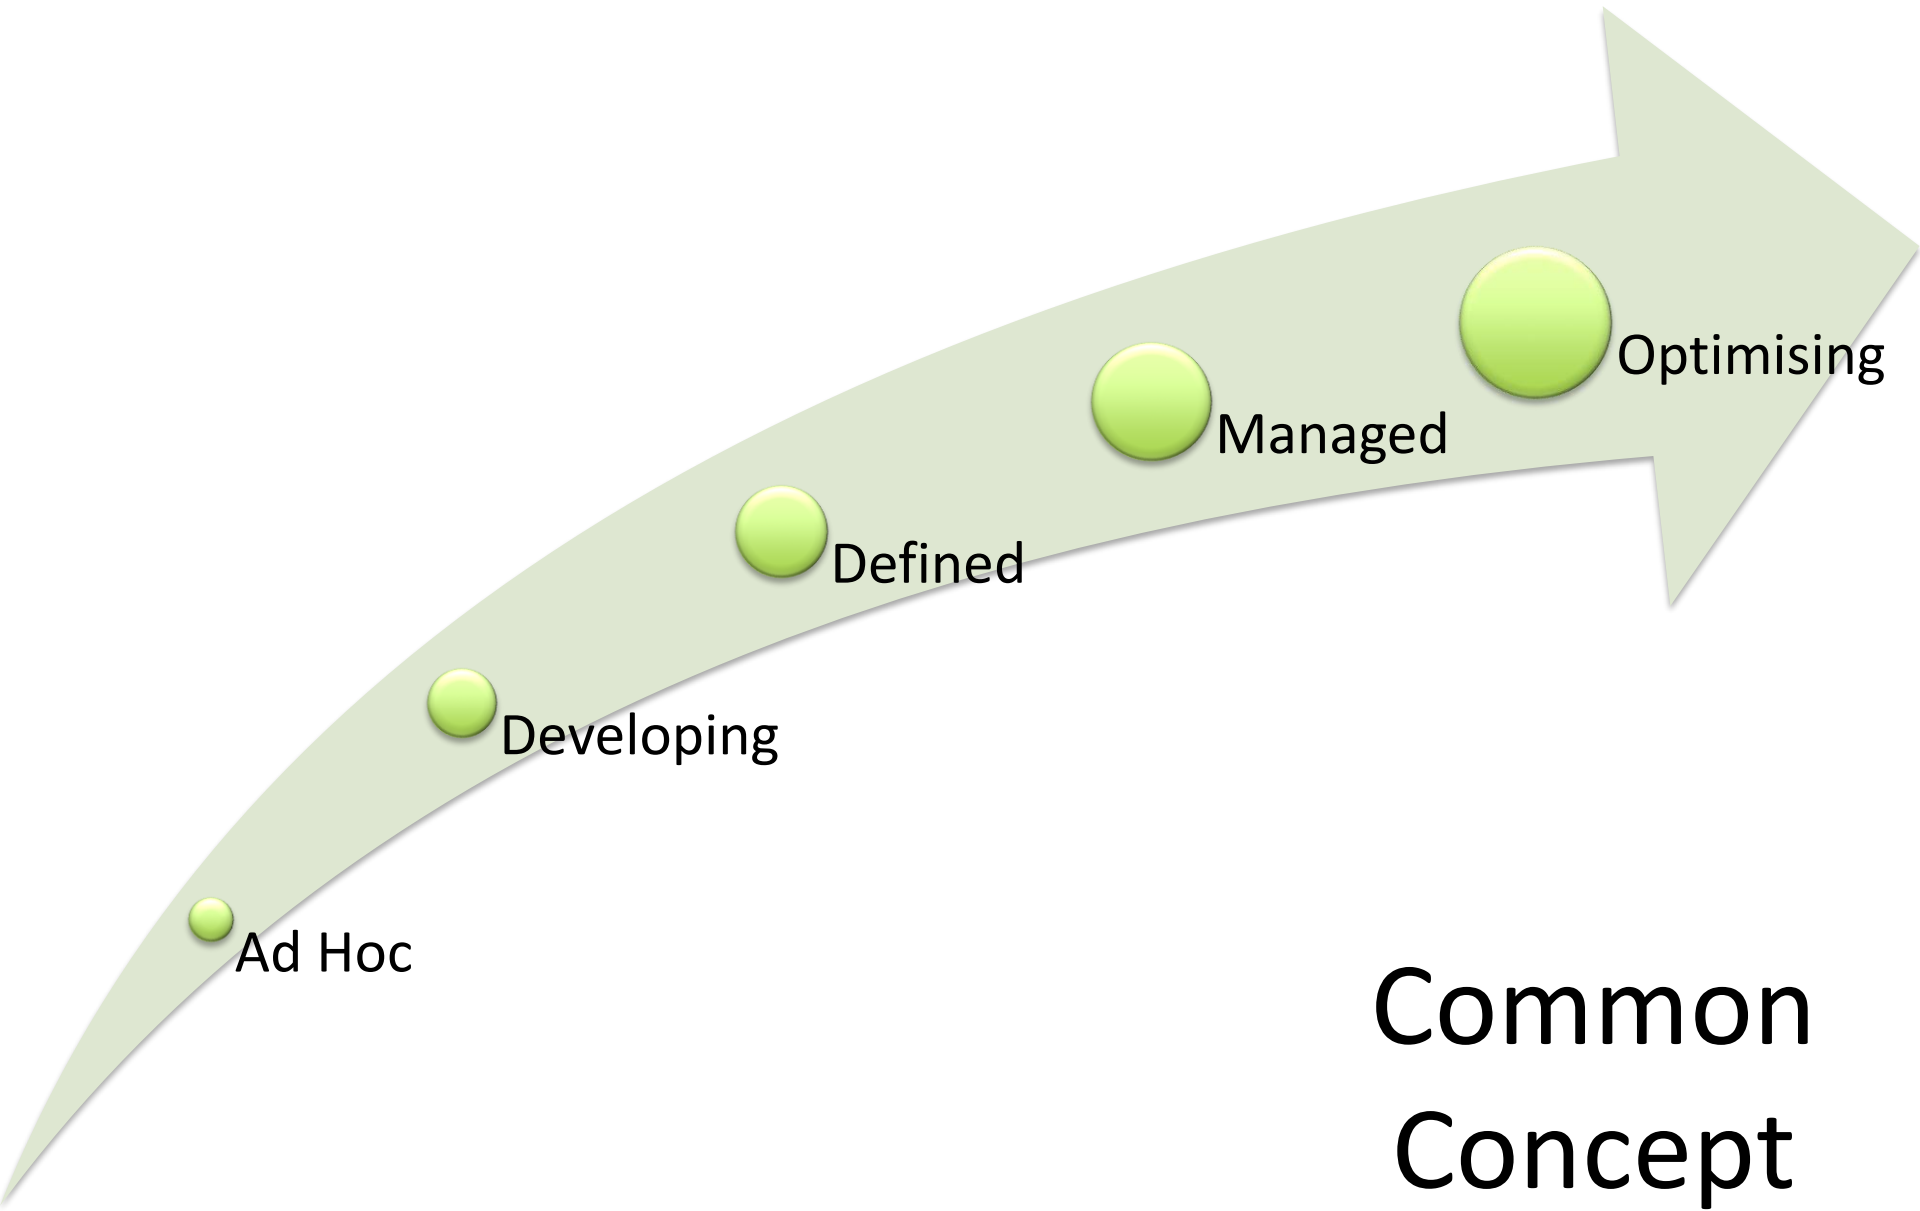 Optimising
Managed
Defined
Developing
Ad Hoc
Common
Concept